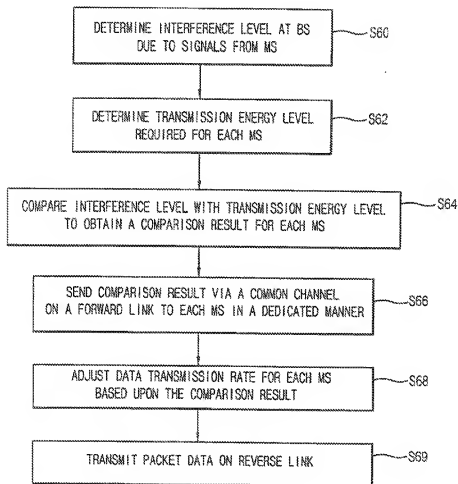 DETERMINE INTERFERENCE LEVEL AT BS
DUE TO SIGNALS FROM MS
S60
DETERMINE TRANSMISSION ENERGY LEVEL
REQUIRED FOR EACH MS
S62
COMPARE INTERFERENCE LEVEL WITH TRANSMISSION ENERGY LEVEL
TO OBTAIN A COMPARISON RESULT FOR EACH MS
S64
SEND COMPARISON RESULT VIA A COMMON CHANNEL
ON A FORWARD LINK TO EACH MS IN A DEDICATED MANNER
S66
ADJUST DATA TRANSMISSION RATE FOR EACH MS
BASED UPON THE COMPARISON RESULT
S68
TRANSMIT PACKET DATA ON REVERSE LINK
S69